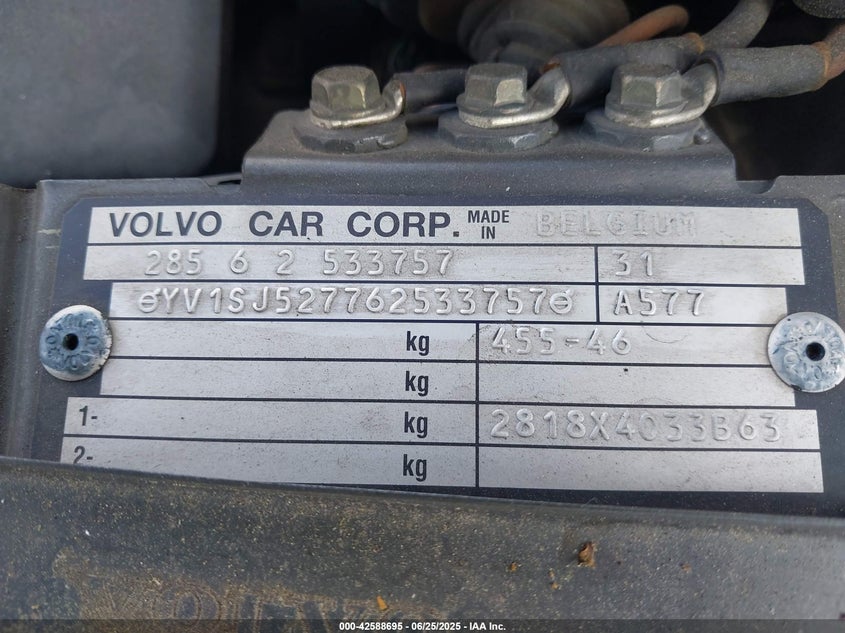 VOLVO CAR CORP. MADE IN BELGIUM
285 6 2 533757 31
YV1SJ527762533757 A577
kg 455-46
kg
1- kg 2818X4033B63
2- kg
000-42588695 - 06/25/2025 - IAA Inc.